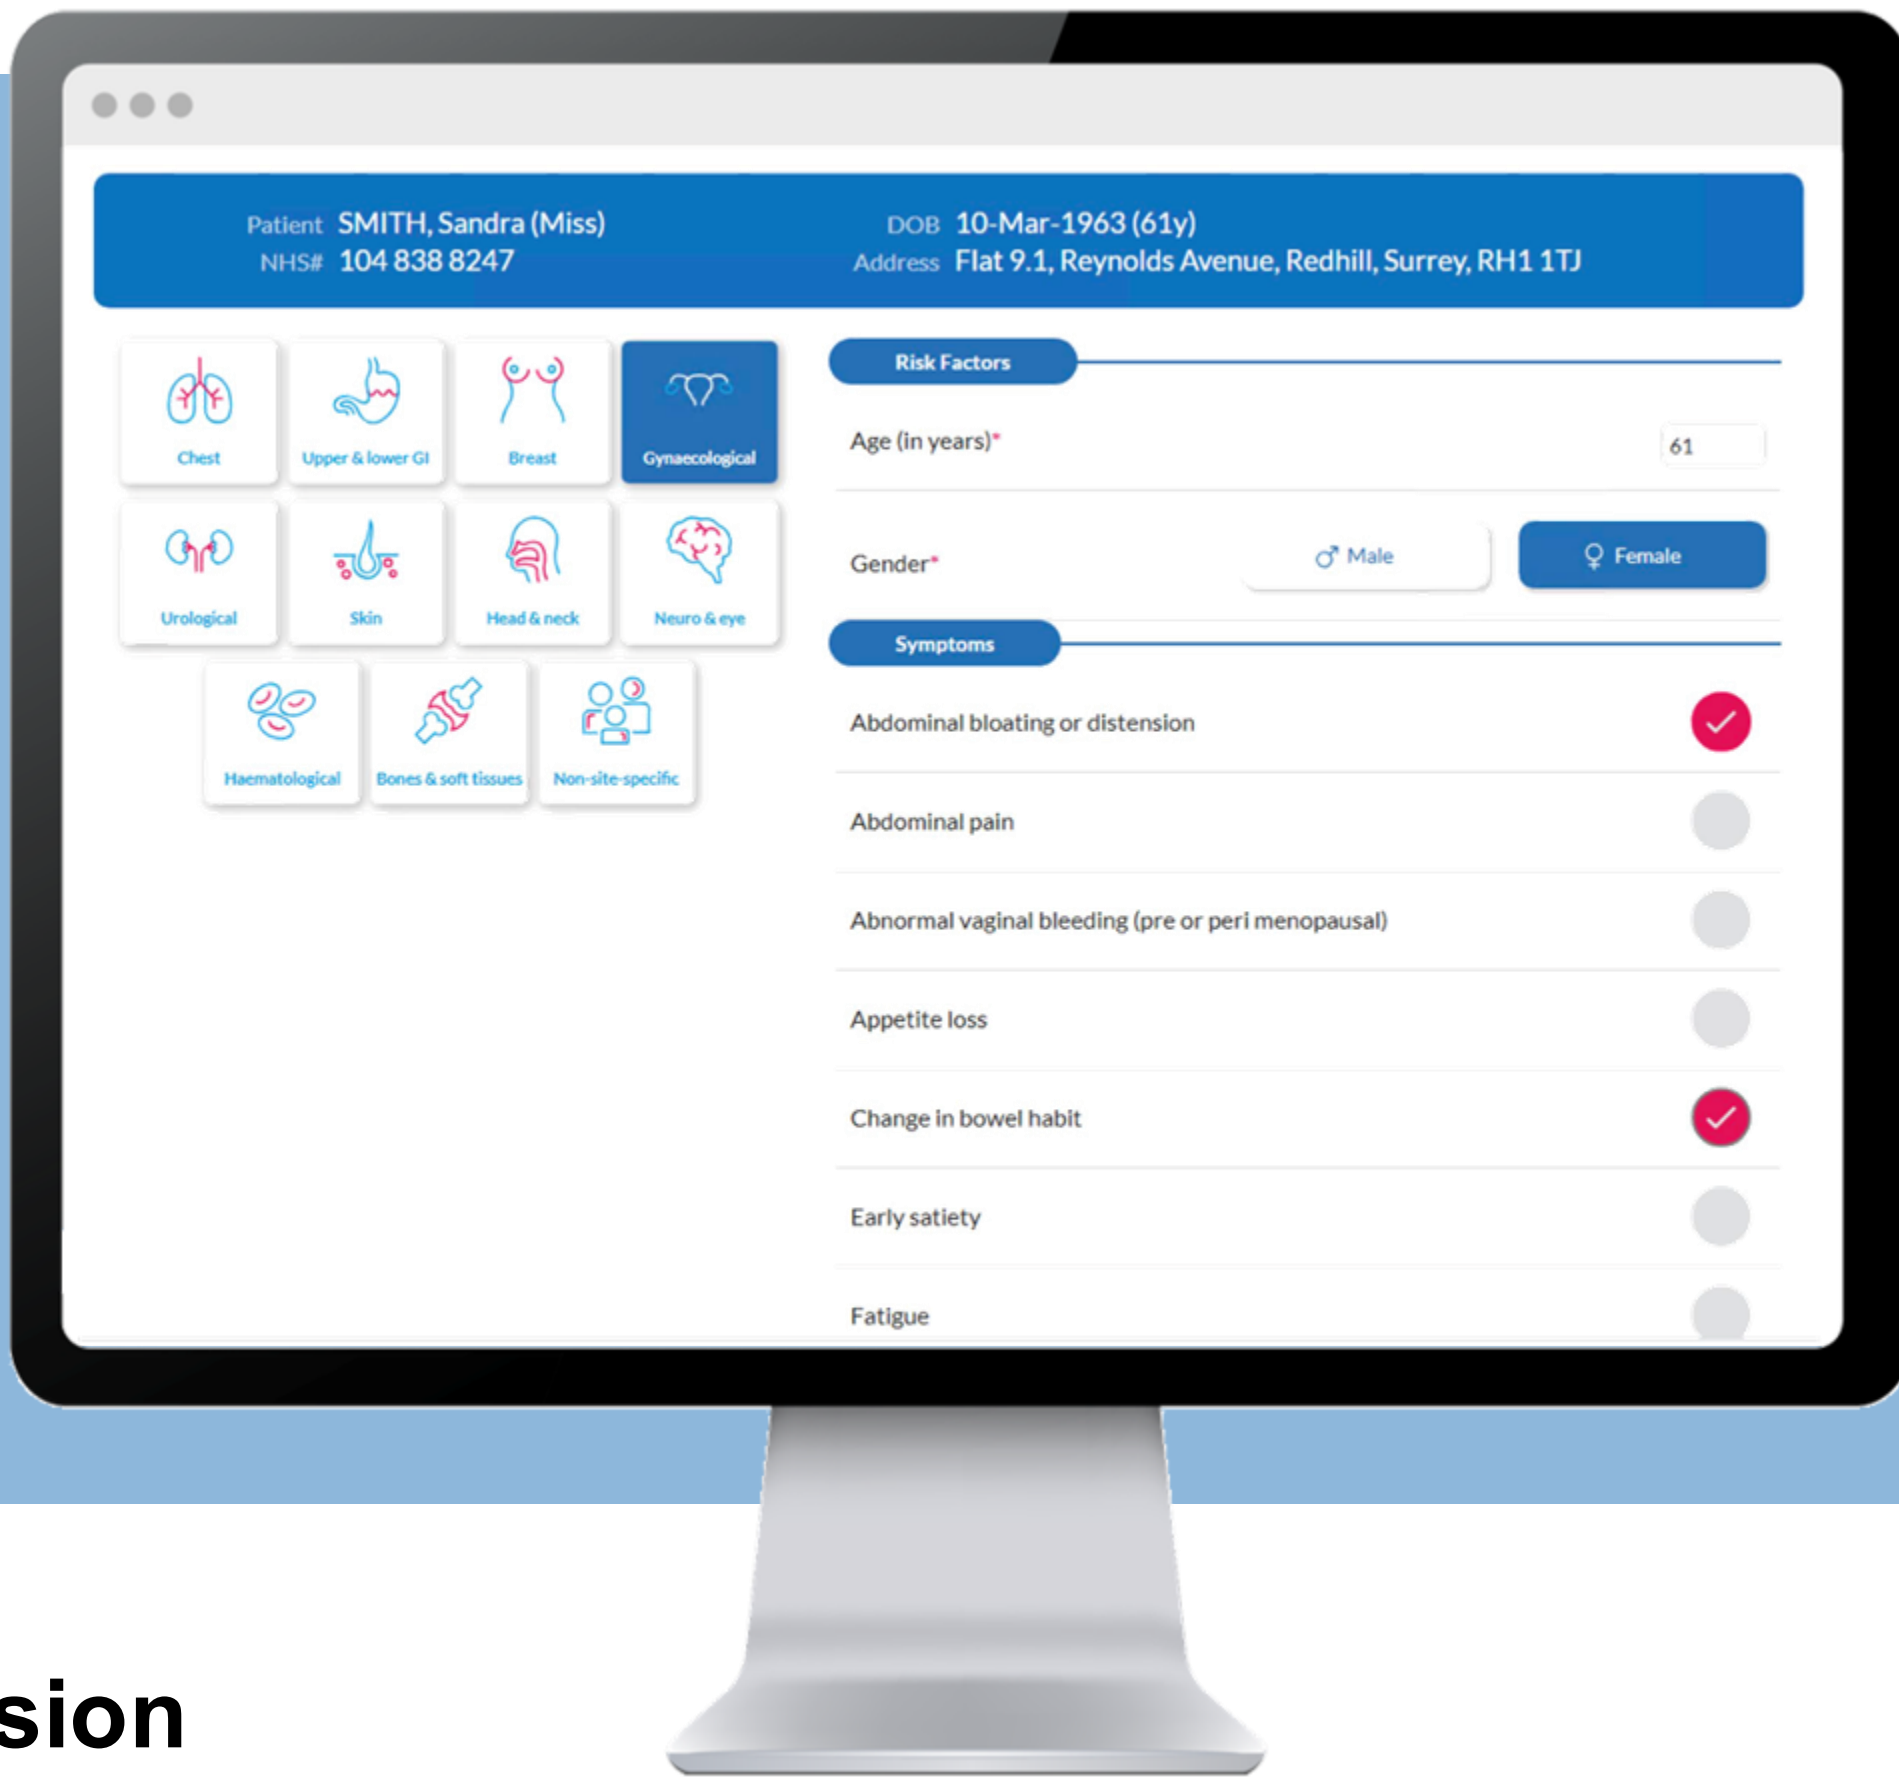 Patient SMITH, Sandra (Miss)
NHS# 104 838 8247
DOB 10-Mar-1963 (61y)
Address Flat 9.1, Reynolds Avenue, Redhill, Surrey, RH1 1TJ
Chest
Upper & lower GI
Breast
Gynaecological
Urological
Skin
Head & neck
Neuro & eye
Haematological
Bones & soft tissues
Non-site-specific
Risk Factors
Age (in years)*
61
Gender*
Male
Female
Symptoms
Abdominal bloating or distension
Abdominal pain
Abnormal vaginal bleeding (pre or peri menopausal)
Appetite loss
Change in bowel habit
Early satiety
Fatigue
sion